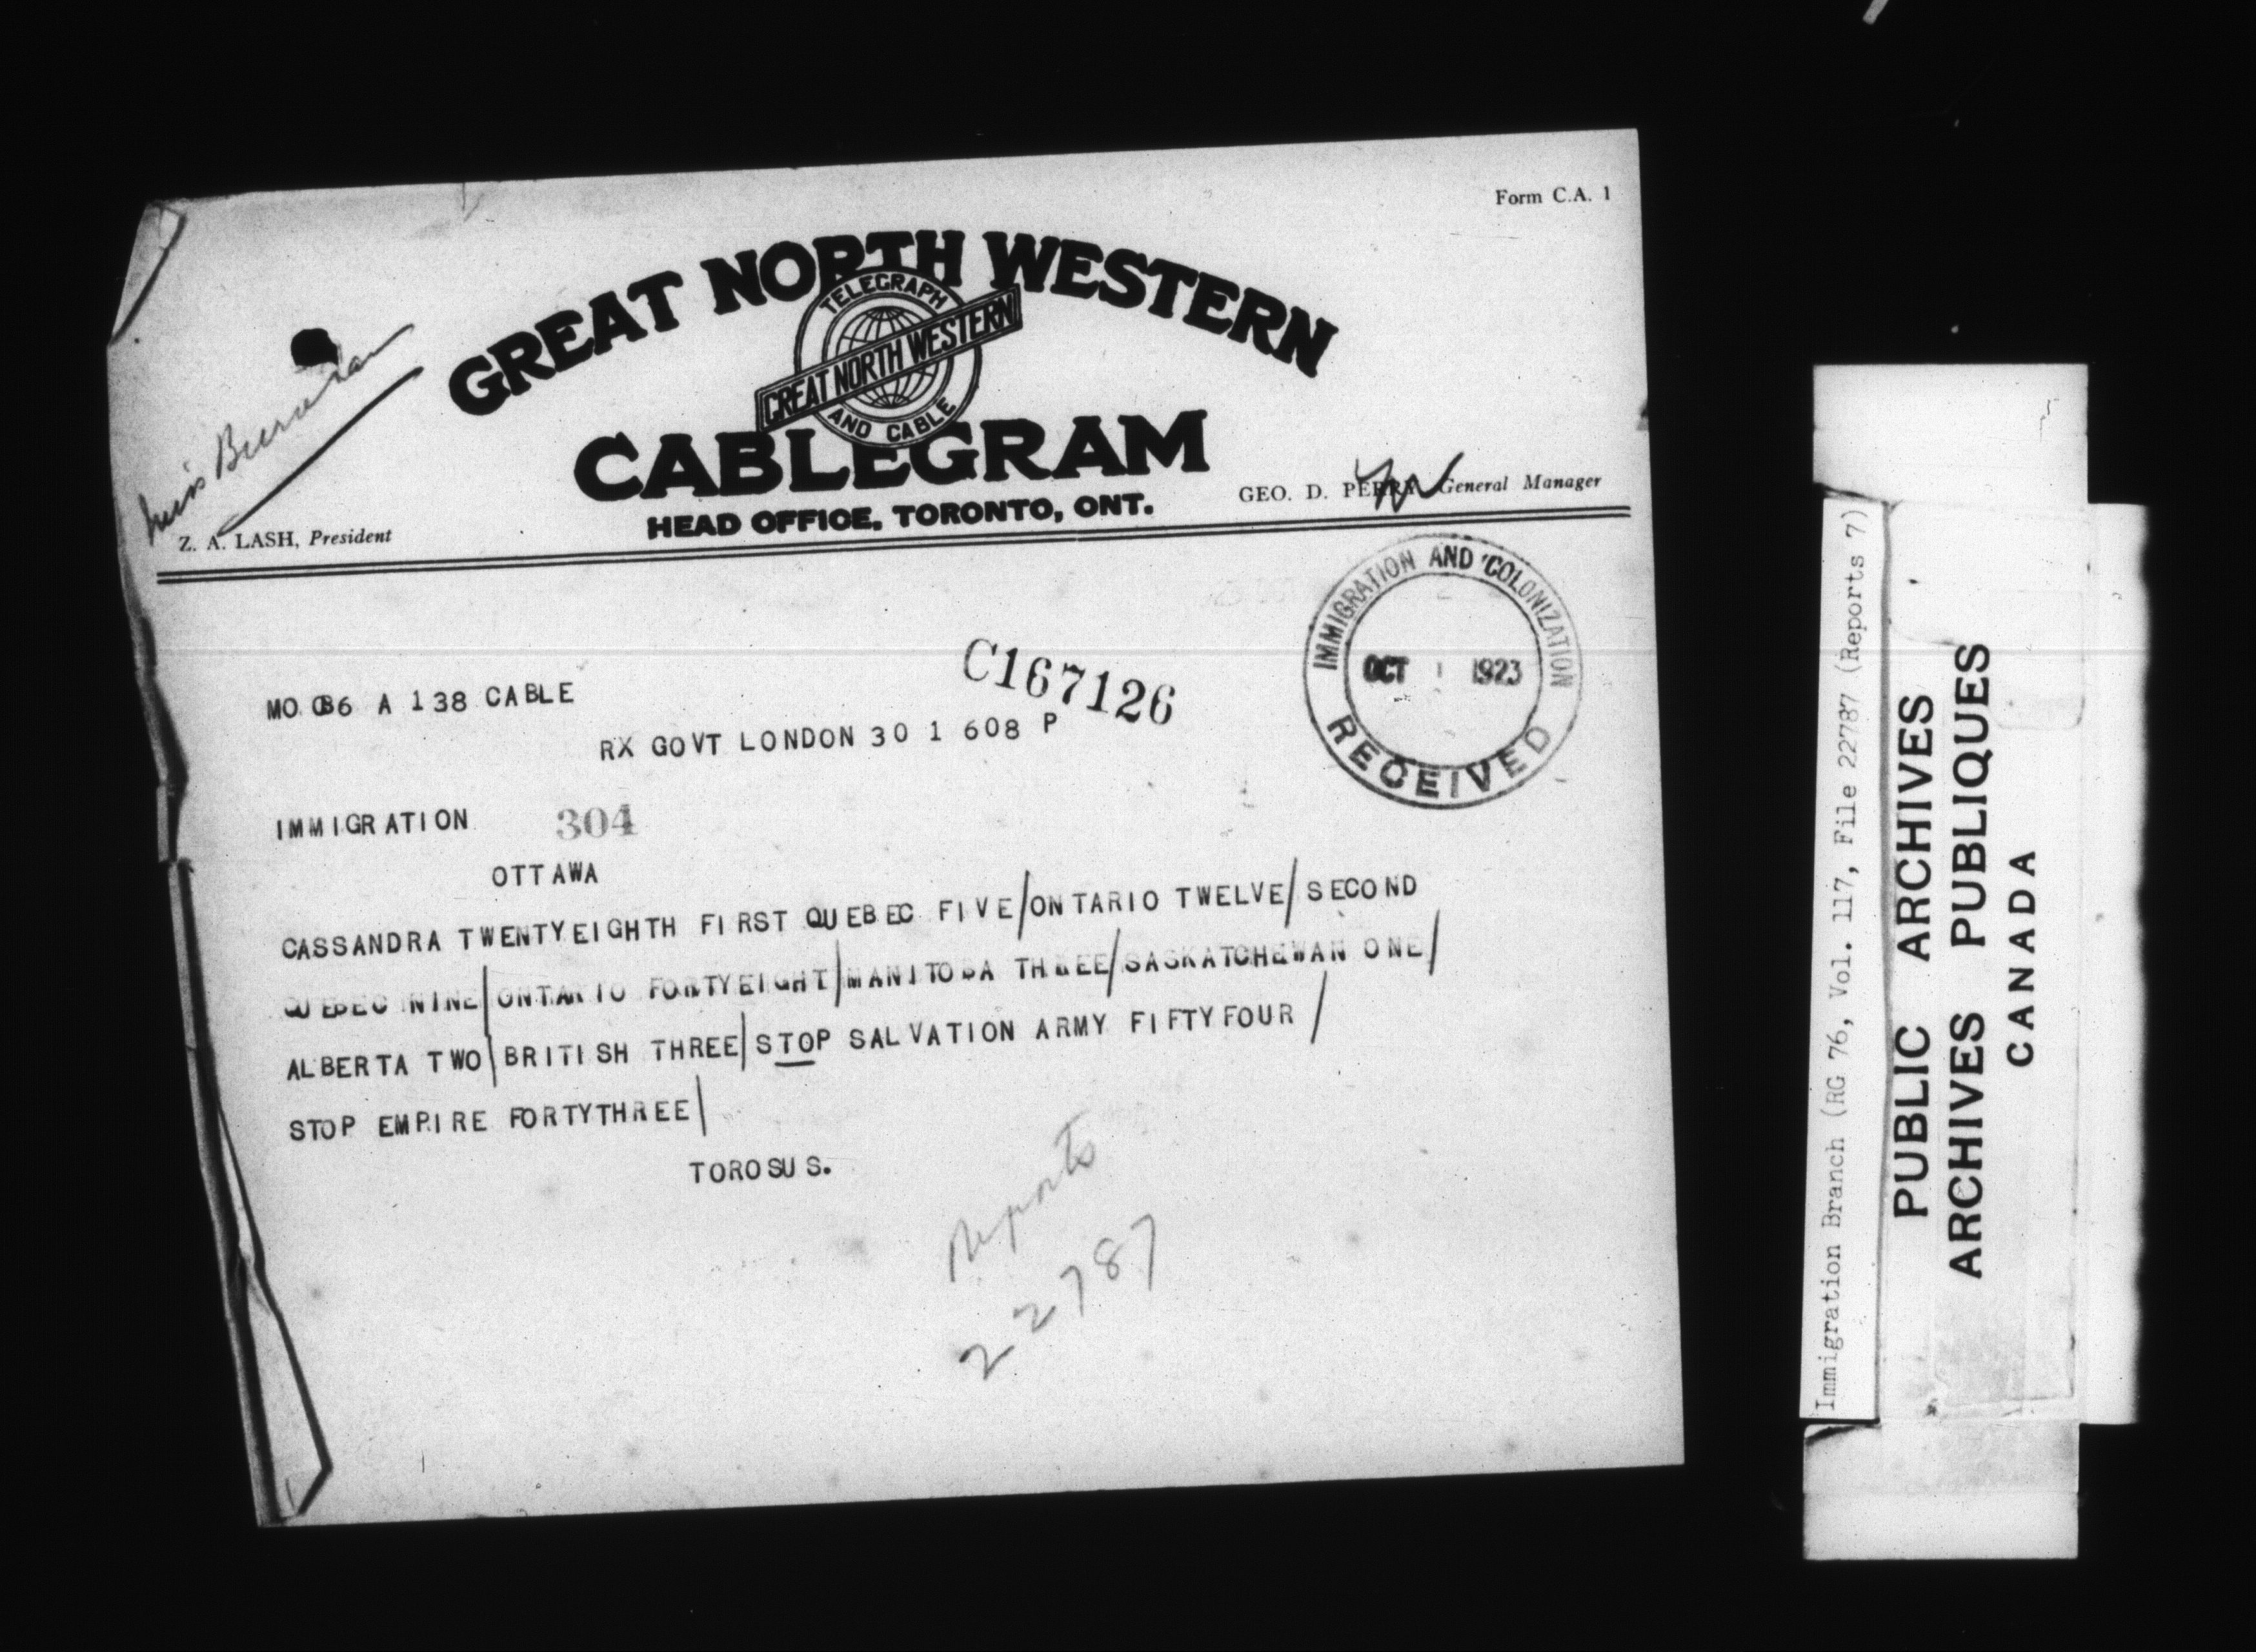 Form C.A. 1
GREAT NORTH WESTERN
TELEGRAPH
GREAT NORTH WESTERN
AND CABLE
CABLEGRAM
HEAD OFFICE, TORONTO, ONT.
Miss
Z. A. LASH, President
GEO. D. PERRY General Manager
IMMIGRATION AND COLONIZATION
OCT 1 1923
RECEIVED
C167126
MO 86 A 138 CABLE
RX GOVT LONDON 30 1 608 P
IMMIGRATION 304
OTTAWA
CASSANDRA TWENTYEIGHTH FIRST QUEBEC FIVE/ONTARIO TWELVE/SECOND
QUEBEC NINE/ONTARIO FORTYEIGHT/MANITOBA THREE/SASKATCHEWAN ONE/
ALBERTA TWO/BRITISH THREE/STOP SALVATION ARMY FIFTYFOUR/
STOP EMPIRE FORTYTHREE/
TOROSUS.
Reports
22787
Immigration Branch (RG 76, Vol. 117, File 22787 (Reports 7)
PUBLIC ARCHIVES
ARCHIVES PUBLIQUES
CANADA